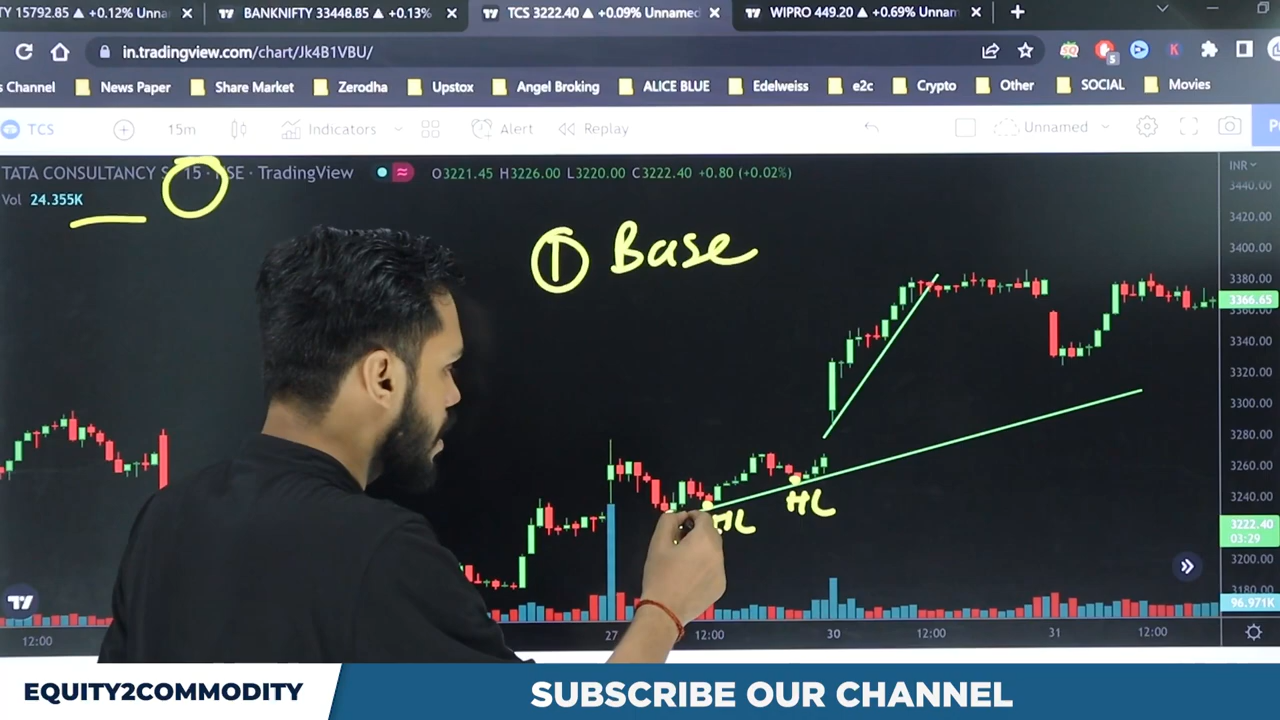 TY 15792.85 ▲ +0.12% Unna
BANKNIFTY 33448.85 ▲ +0.13%
TCS 3222.40 ▲ +0.09% Unnamed
WIPRO 449.20 ▲ +0.69% Unnam
in.tradingview.com/chart/Jk4B1VBU/
5
s Channel News Paper Share Market Zerodha Upstox Angel Broking ALICE BLUE Edelweiss e2c Crypto Other SOCIAL Movies
TCS 15m Indicators Alert Replay Unnamed
TATA CONSULTANCY S 15 · NSE · TradingView O3221.45 H3226.00 L3220.00 C3222.40 +0.80 (+0.02%)
INR
Vol 24.355K
① Base
HL
HL
3440.00
3420.00
3400.00
3380.00
3366.65
3360.00
3340.00
3320.00
3300.00
3280.00
3260.00
3240.00
3222.40
03:29
3200.00
3180.00
96.971K
12:00 27 12:00 30 12:00 31 12:00
EQUITY2COMMODITY
SUBSCRIBE OUR CHANNEL